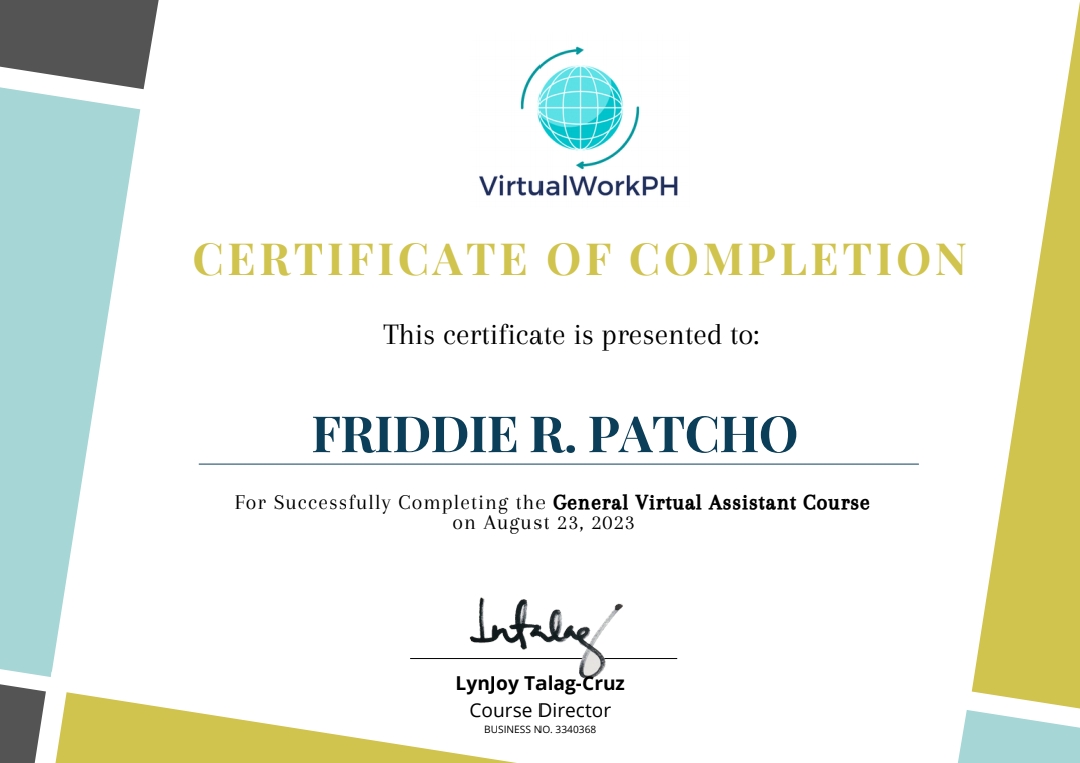 VirtualWorkPH
CERTIFICATE OF COMPLETION
This certificate is presented to:
FRIDDIE R. PATCHO
For Successfully Completing the General Virtual Assistant Course
on August 23, 2023
LynJoy Talag-Cruz
Course Director
BUSINESS NO. 3340368